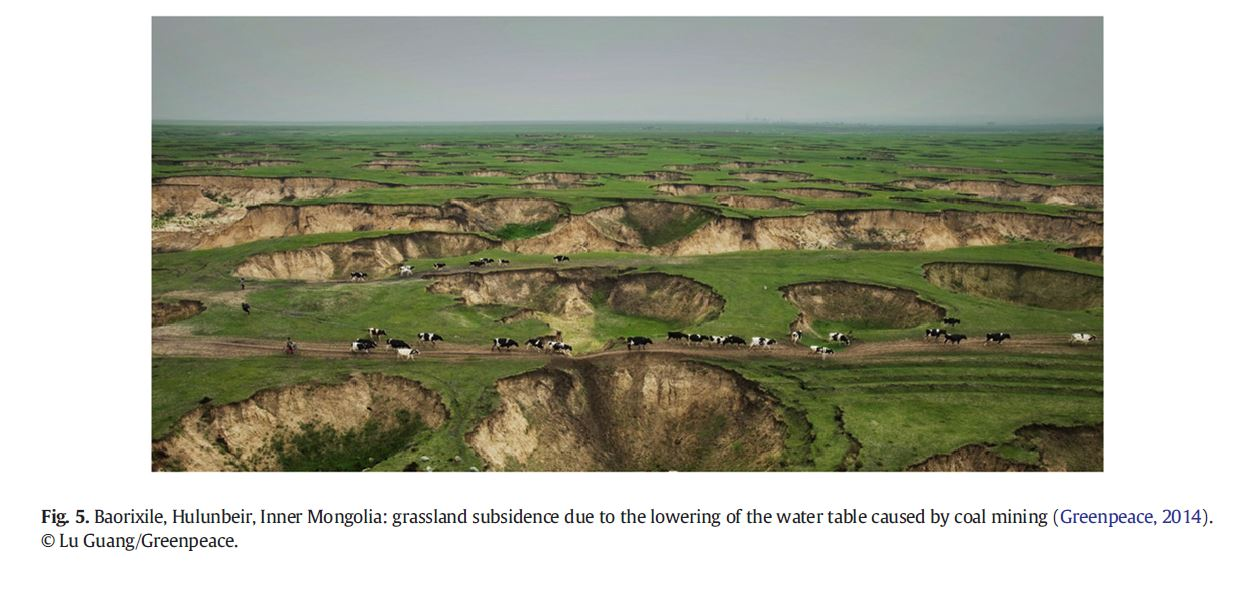 Fig. 5. Baorixile, Hulunbeir, Inner Mongolia: grassland subsidence due to the lowering of the water table caused by coal mining (Greenpeace, 2014).
© Lu Guang/Greenpeace.